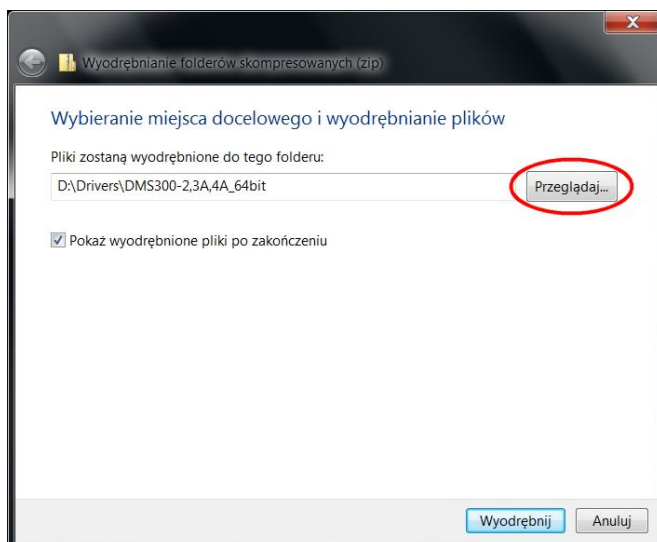 Wyodrębnianie folderów skompresowanych (zip)
Wybieranie miejsca docelowego i wyodrębnianie plików
Pliki zostaną wyodrębnione do tego folderu:
D:\Drivers\DMS300-2,3A,4A_64bit
Przeglądaj...
Pokaż wyodrębnione pliki po zakończeniu
Wyodrębnij
Anuluj